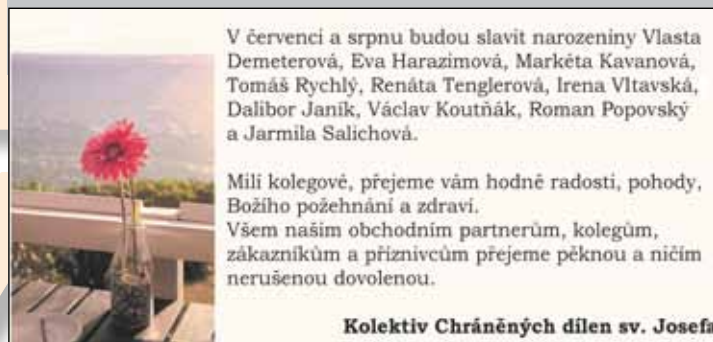 V červenci a srpnu budou slavit narozeniny Vlasta
Demeterová, Eva Harazimová, Markéta Kavanová,
Tomáš Rychlý, Renáta Tenglerová, Irena Vltavská,
Dalibor Janík, Václav Koutňák, Roman Popovský
a Jarmila Salichová.
Milí kolegové, přejeme vám hodně radosti, pohody,
Božího požehnání a zdraví.
Všem našim obchodním partnerům, kolegům,
zákazníkům a příznivcům přejeme pěknou a ničím
nerušenou dovolenou.
Kolektiv Chráněných dílen sv. Josefa